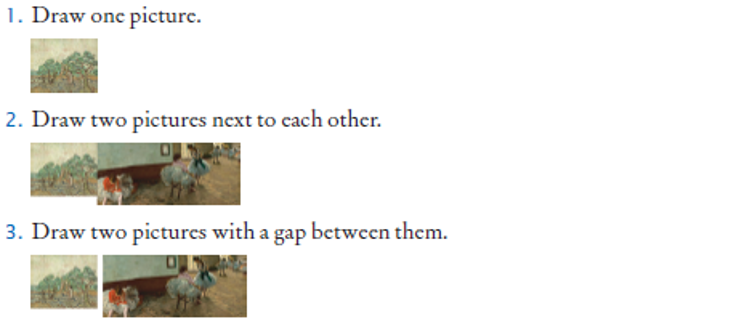 1. Draw one picture.
2. Draw two pictures next to each other.
3. Draw two pictures with a gap between them.